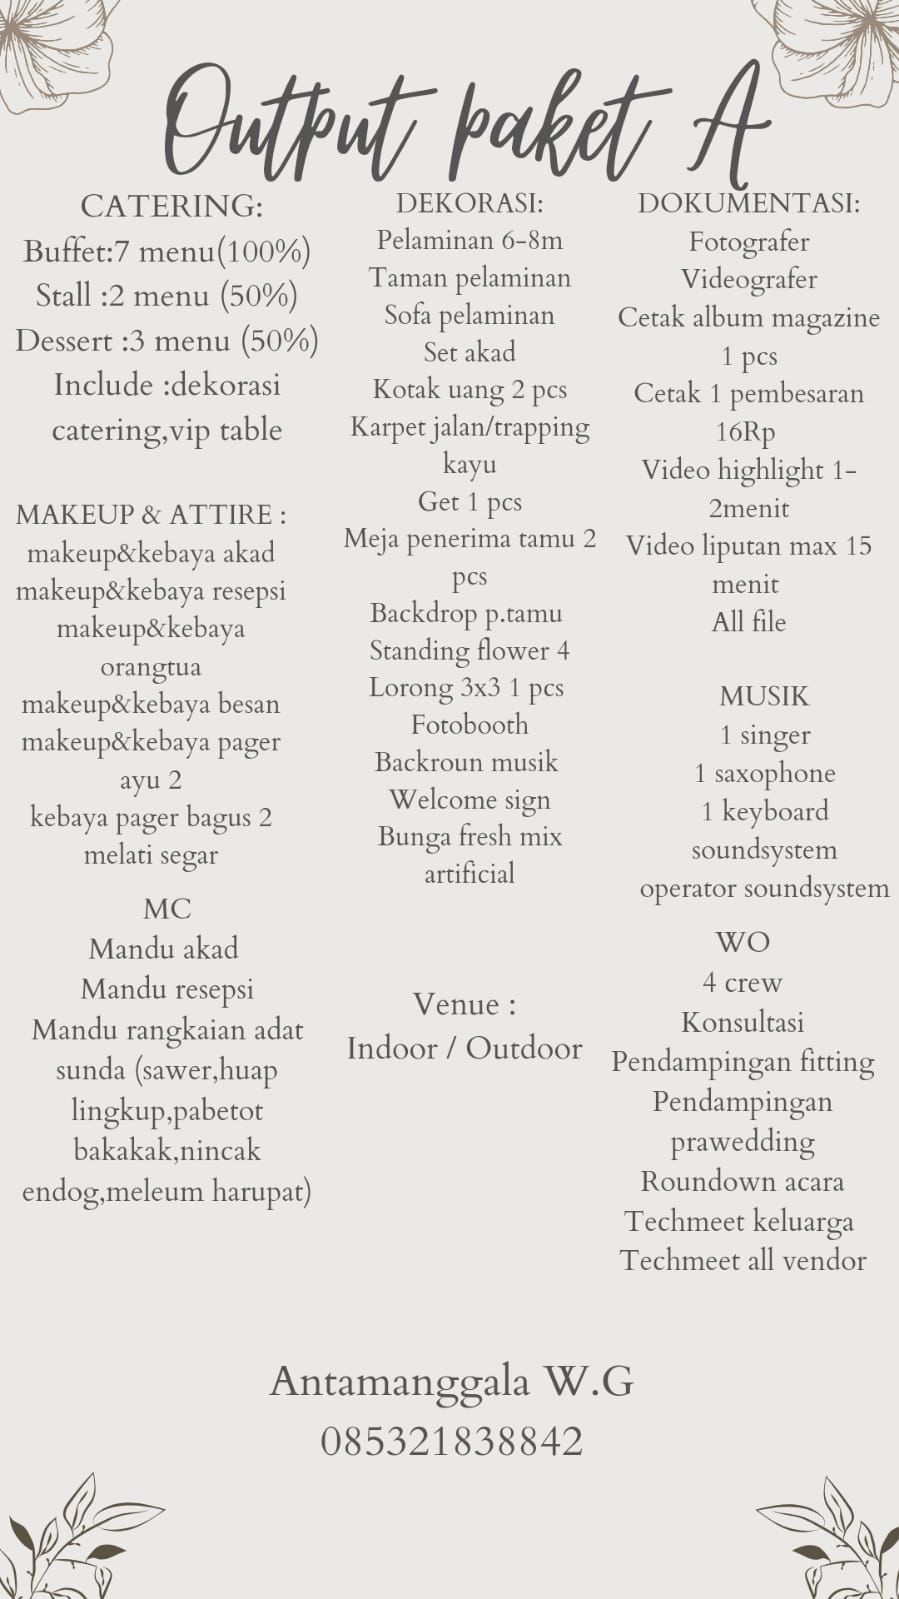 Output paket A
CATERING:
Buffet:7 menu(100%)
Stall :2 menu (50%)
Dessert :3 menu (50%)
Include :dekorasi
catering,vip table
MAKEUP & ATTIRE :
makeup&kebaya akad
makeup&kebaya resepsi
makeup&kebaya
orangtua
makeup&kebaya besan
makeup&kebaya pager
ayu 2
kebaya pager bagus 2
melati segar
MC
Mandu akad
Mandu resepsi
Mandu rangkaian adat
sunda (sawer,huap
lingkup,pabetot
bakakak,nincak
endog,meleum harupat)
DEKORASI:
Pelaminan 6-8m
Taman pelaminan
Sofa pelaminan
Set akad
Kotak uang 2 pcs
Karpet jalan/trapping
kayu
Get 1 pcs
Meja penerima tamu 2
pcs
Backdrop p.tamu
Standing flower 4
Lorong 3x3 1 pcs
Fotobooth
Backroun musik
Welcome sign
Bunga fresh mix
artificial
Venue :
Indoor / Outdoor
DOKUMENTASI:
Fotografer
Videografer
Cetak album magazine
1 pcs
Cetak 1 pembesaran
16Rp
Video highlight 1-
2menit
Video liputan max 15
menit
All file
MUSIK
1 singer
1 saxophone
1 keyboard
soundsystem
operator soundsystem
WO
4 crew
Konsultasi
Pendampingan fitting
Pendampingan
prawedding
Roundown acara
Techmeet keluarga
Techmeet all vendor
Antamanggala W.G
085321838842